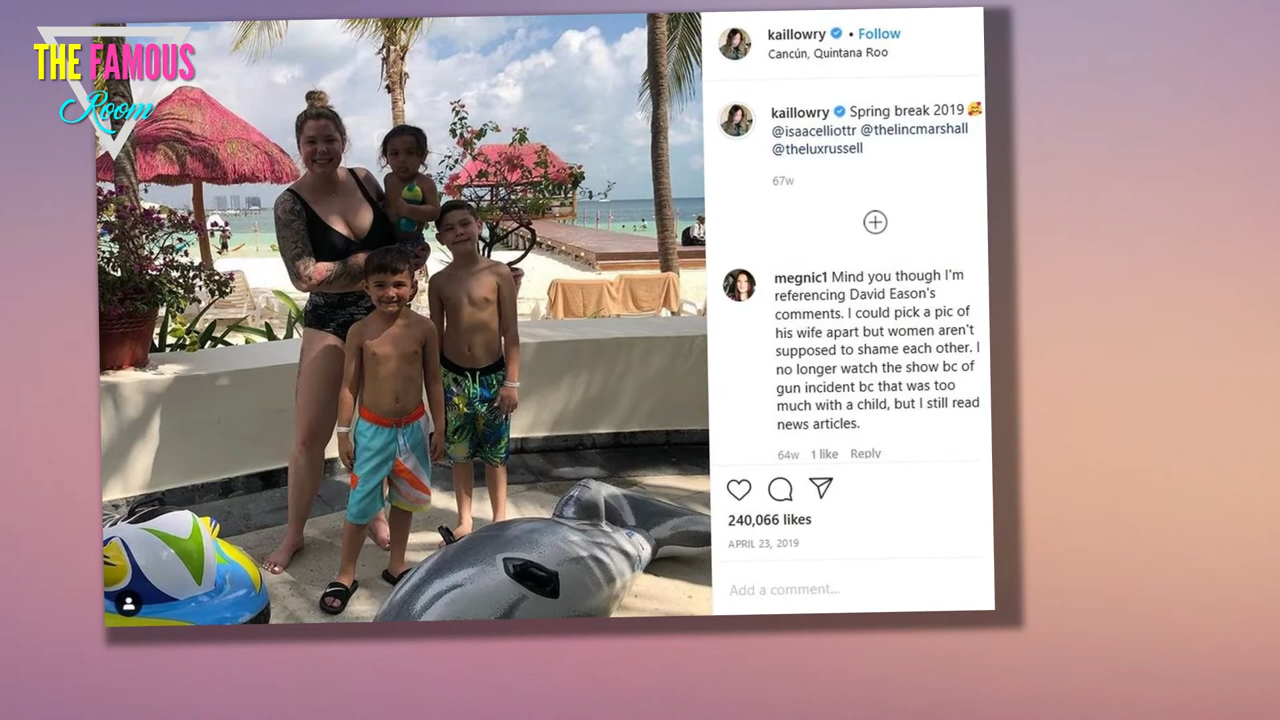 THE FAMOUS
Room
kaillowry • Follow
Cancún, Quintana Roo
kaillowry Spring break 2019 🥰
@isaacelliottr @thelincmarshall
@theluxrussell
67w
megnic1 Mind you though I'm
referencing David Eason's
comments. I could pick a pic of
his wife apart but women aren't
supposed to shame each other. I
no longer watch the show bc of
gun incident bc that was too
much with a child, but I still read
news articles.
64w 1 like Reply
240,066 likes
APRIL 23, 2019
Add a comment...